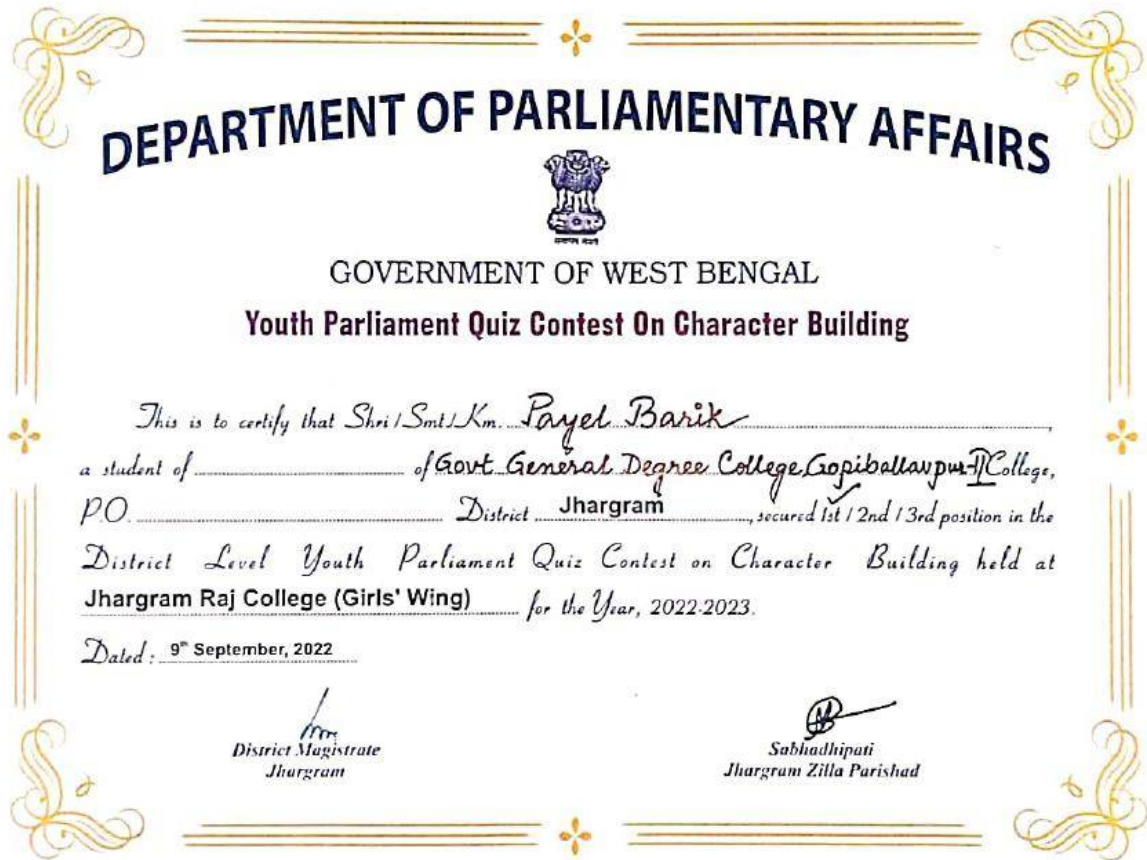 DEPARTMENT OF PARLIAMENTARY AFFAIRS
सत्यमेव जयते
GOVERNMENT OF WEST BENGAL
Youth Parliament Quiz Contest On Character Building
This is to certify that Shri/Smt/Km. Payel Barik,
a student of of Govt General Degree College, Gopiballavpur-II College,
P.O. District Jhargram, secured 1st / 2nd / 3rd position in the
District Level Youth Parliament Quiz Contest on Character Building held at
Jhargram Raj College (Girls' Wing) for the Year, 2022-2023.
Dated : 9th September, 2022
District Magistrate
Jhargram
Sabhadhipati
Jhargram Zilla Parishad